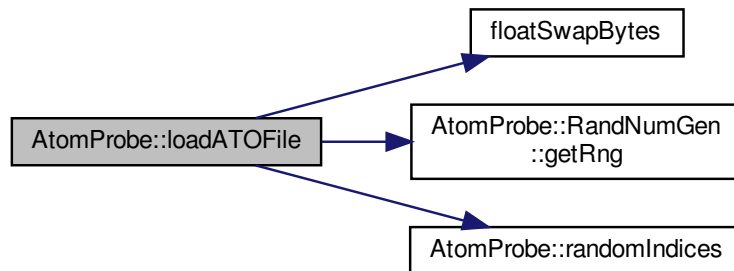 floatSwapBytes
AtomProbe::loadATOFile
AtomProbe::RandNumGen
::getRng
AtomProbe::randomIndices